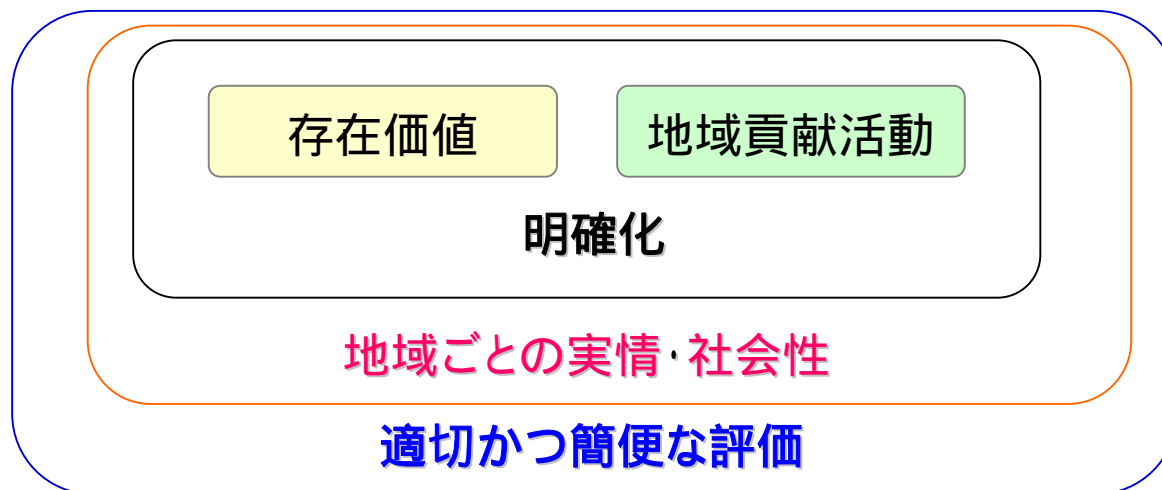 存在価値
地域貢献活動
明確化
地域ごとの実情・社会性
適切かつ簡便な評価